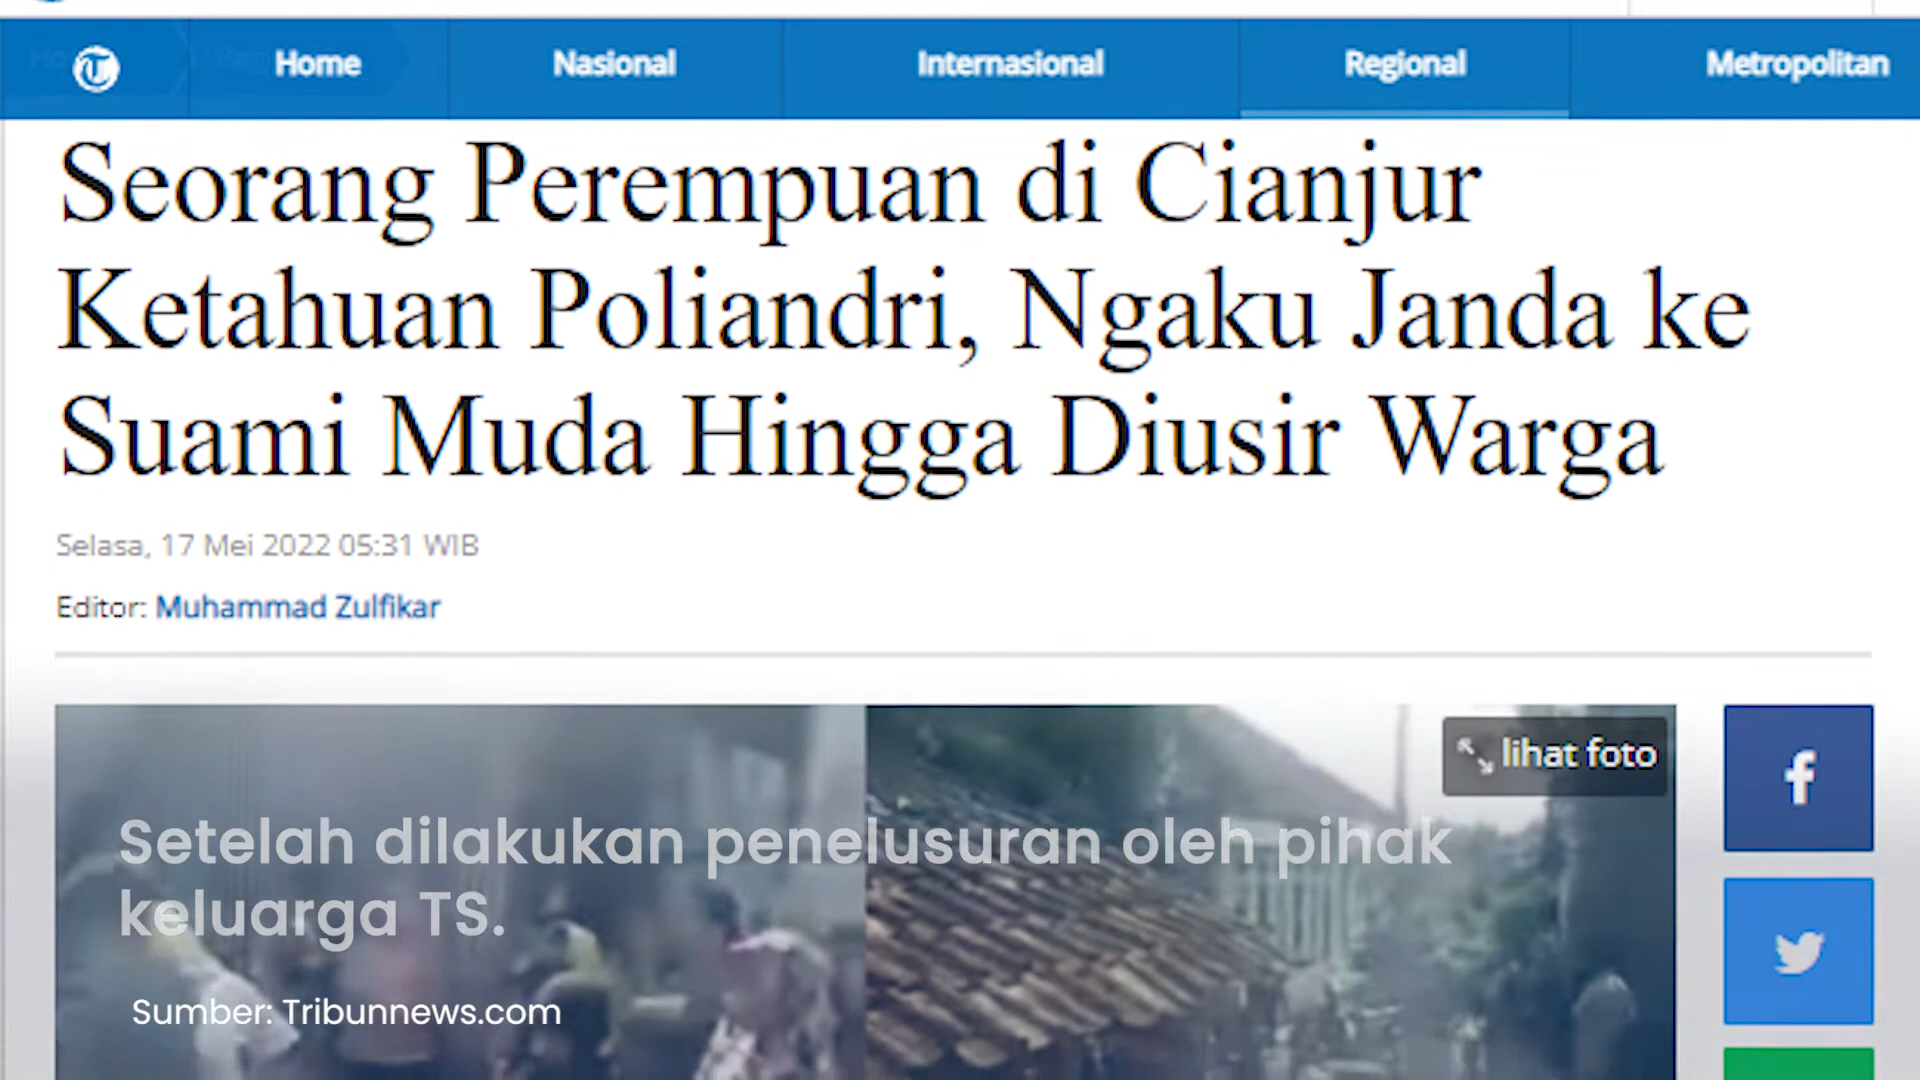 Home Nasional Internasional Regional Metropolitan
Seorang Perempuan di Cianjur
Ketahuan Poliandri, Ngaku Janda ke
Suami Muda Hingga Diusir Warga
Selasa, 17 Mei 2022 05:31 WIB
Editor: Muhammad Zulfikar
lihat foto
Setelah dilakukan penelusuran oleh pihak
keluarga TS.
Sumber: Tribunnews.com